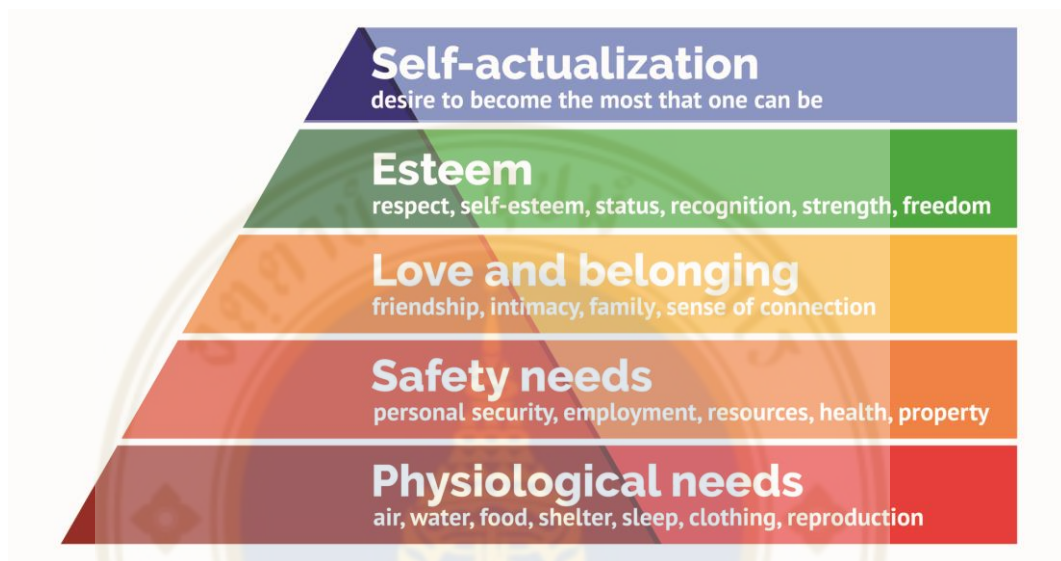 Self-actualization
desire to become the most that one can be
Esteem
respect, self-esteem, status, recognition, strength, freedom
Love and belonging
friendship, intimacy, family, sense of connection
Safety needs
personal security, employment, resources, health, property
Physiological needs
air, water, food, shelter, sleep, clothing, reproduction